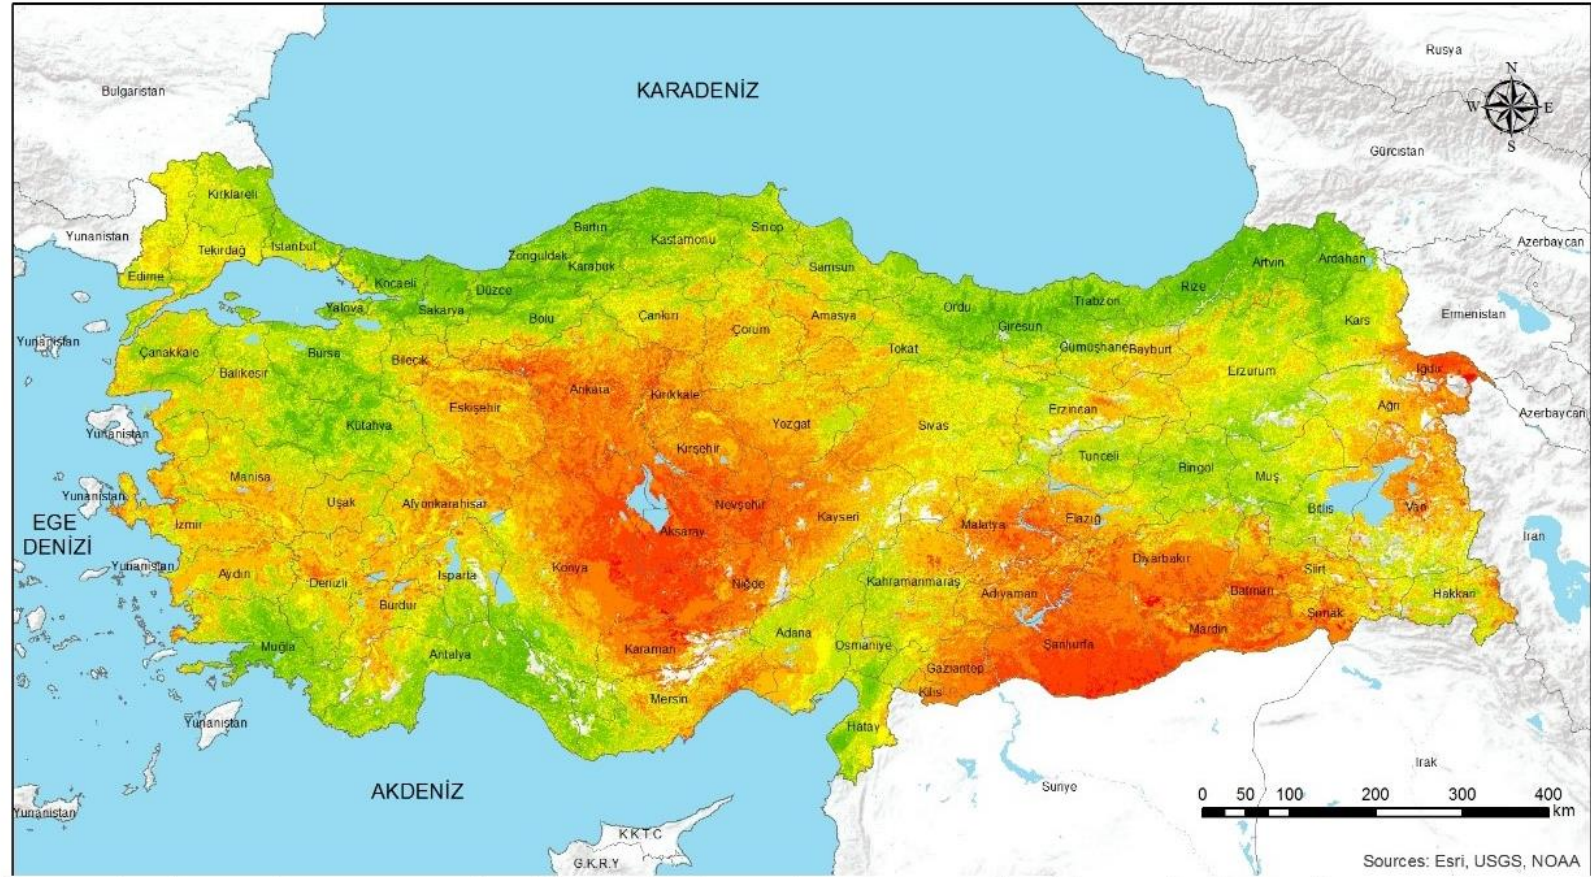 Rusya
N
KARADENİZ
Bulgaristan
W
E
S
Gürcistan
Kırklareli
Bartın
Kastamonu
Sinop
Yunanistan
Tekirdağ
İstanbul
Zonguldak
Karabük
Samsun
Artvin
Ardahan
Azerbaycan
Edirne
Kocaeli
Düzce
Rize
Yalova
Sakarya
Bolu
Çankırı
Çorum
Amasya
Ordu
Trabzon
Giresun
Kars
Ermenistan
Yunanistan
Çanakkale
Bursa
Bilecik
Tokat
Gümüşhane
Bayburt
Balıkesir
Ankara
Kırıkkale
Erzurum
Iğdır
Eskişehir
Erzincan
Ağrı
Azerbaycan
Yunanistan
Kütahya
Yozgat
Sivas
Kırşehir
Tunceli
Bingöl
Muş
Manisa
Yunanistan
Uşak
Afyonkarahisar
Nevşehir
Kayseri
Bitlis
Van
EGE
DENİZİ
İzmir
Aksaray
Malatya
Elazığ
İran
Yunanistan
Aydın
Denizli
Isparta
Konya
Niğde
Kahramanmaraş
Diyarbakır
Siirt
Burdur
Adıyaman
Batman
Hakkari
Şırnak
Muğla
Antalya
Karaman
Adana
Osmaniye
Şanlıurfa
Mardin
Gaziantep
Kilis
Mersin
Yunanistan
Hatay
Irak
AKDENİZ
Suriye
0 50 100 200 300 400
km
Yunanistan
K K T C
G.K.R.Y
Sources: Esri, USGS, NOAA